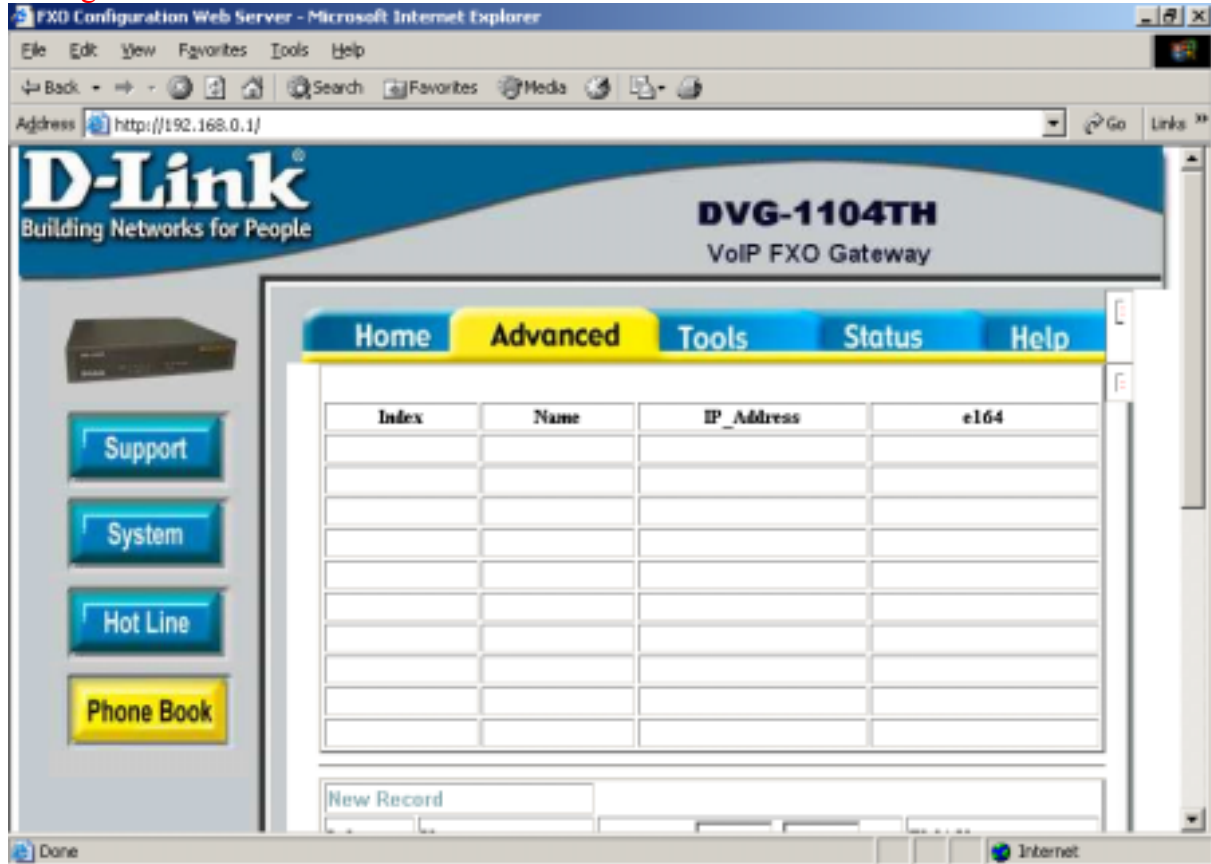 FXO Configuration Web Server - Microsoft Internet Explorer
File Edit View Favorites Tools Help
Back Search Favorites Media
Address http://192.168.0.1/ Go Links »
D-Link®
Building Networks for People
DVG-1104TH
VoIP FXO Gateway
Home Advanced Tools Status Help
Index Name IP_Address e164
Support
System
Hot Line
Phone Book
New Record
Done Internet